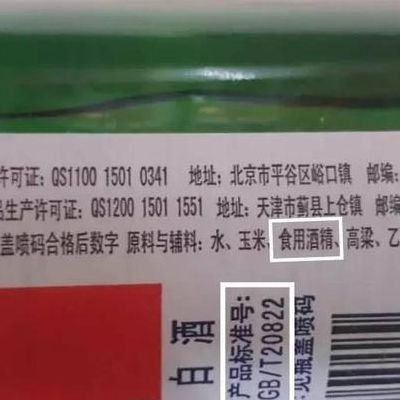 许可证: QS1100 1501 0341 地址: 北京市平谷区峪口镇 邮编:
品生产许可证: QS1200 1501 1551 地址: 天津市蓟县上仓镇 邮编
盖喷码合格后数字 原料与辅料: 水、玉米、食用酒精、高粱、乙
白酒
产品标准号:
GB/T20822
见瓶盖喷码